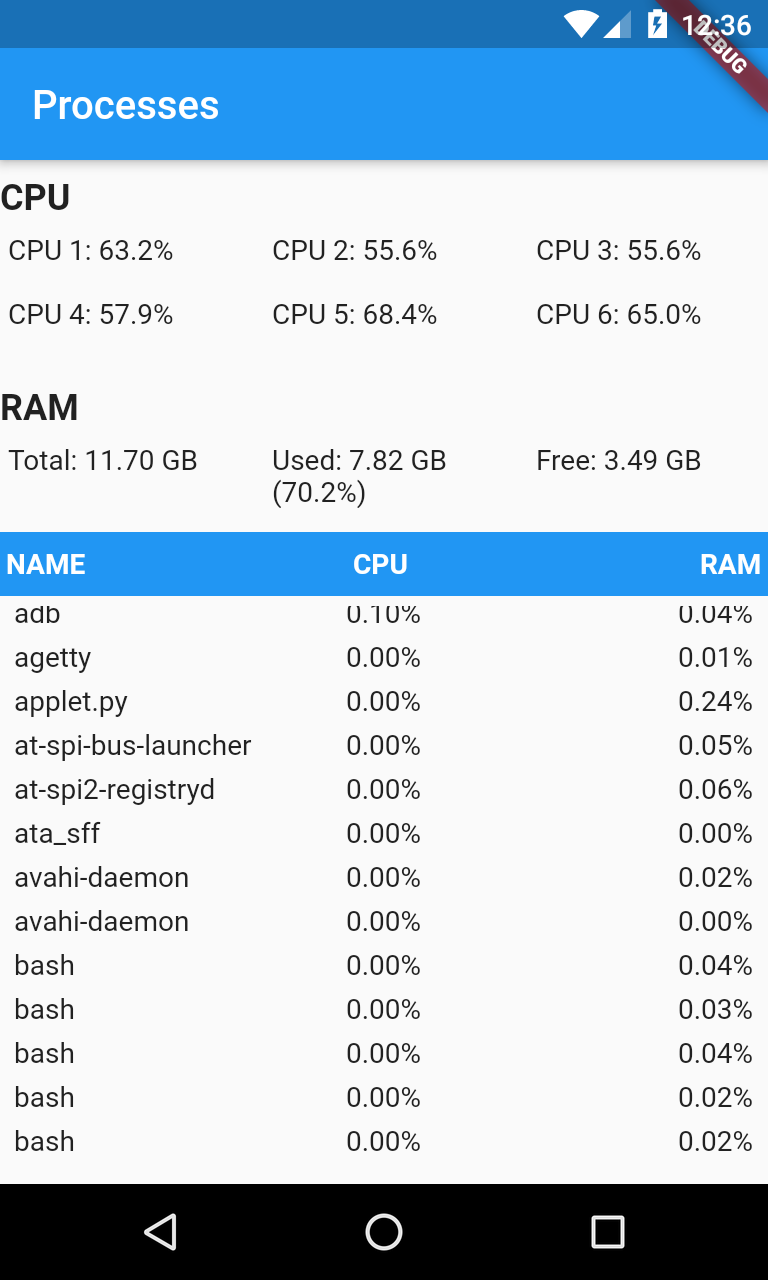 12:36
DEBUG
Processes
CPU
CPU 1: 63.2% CPU 2: 55.6% CPU 3: 55.6%
CPU 4: 57.9% CPU 5: 68.4% CPU 6: 65.0%
RAM
Total: 11.70 GB Used: 7.82 GB Free: 3.49 GB
(70.2%)
NAME CPU RAM
adb 0.10% 0.04%
agetty 0.00% 0.01%
applet.py 0.00% 0.24%
at-spi-bus-launcher 0.00% 0.05%
at-spi2-registryd 0.00% 0.06%
ata_sff 0.00% 0.00%
avahi-daemon 0.00% 0.02%
avahi-daemon 0.00% 0.00%
bash 0.00% 0.04%
bash 0.00% 0.03%
bash 0.00% 0.04%
bash 0.00% 0.02%
bash 0.00% 0.02%